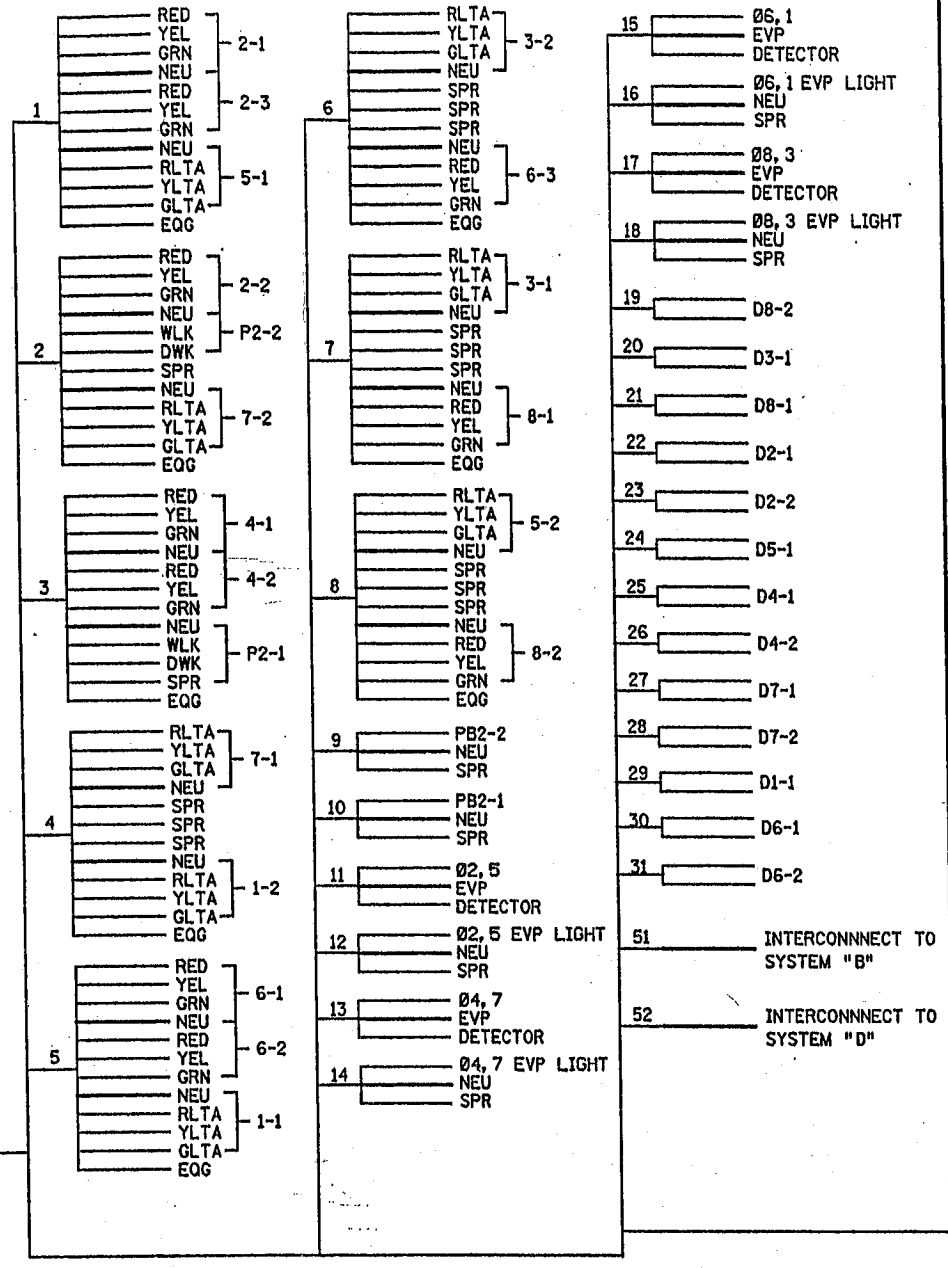 1
RED
YEL
GRN
NEU
2-1
RED
YEL
GRN
2-3
NEU
RLTA
YLTA
GLTA
5-1
EQG
2
RED
YEL
GRN
NEU
2-2
WLK
DWK
P2-2
SPR
NEU
RLTA
YLTA
GLTA
7-2
EQG
3
RED
YEL
GRN
NEU
4-1
RED
YEL
GRN
4-2
NEU
WLK
DWK
SPR
P2-1
EQG
4
RLTA
YLTA
GLTA
NEU
7-1
SPR
SPR
SPR
NEU
RLTA
YLTA
GLTA
1-2
EQG
5
RED
YEL
GRN
NEU
6-1
RED
YEL
GRN
6-2
NEU
RLTA
YLTA
GLTA
1-1
EQG
6
RLTA
YLTA
GLTA
NEU
3-2
SPR
SPR
SPR
NEU
RED
YEL
GRN
6-3
EQG
7
RLTA
YLTA
GLTA
NEU
3-1
SPR
SPR
SPR
NEU
RED
YEL
GRN
8-1
EQG
8
RLTA
YLTA
GLTA
NEU
5-2
SPR
SPR
SPR
NEU
RED
YEL
GRN
8-2
EQG
9
PB2-2
NEU
SPR
10
PB2-1
NEU
SPR
11
Ø2,5
EVP
DETECTOR
12
Ø2,5 EVP LIGHT
NEU
SPR
13
Ø4,7
EVP
DETECTOR
14
Ø4,7 EVP LIGHT
NEU
SPR
15
Ø6,1
EVP
DETECTOR
16
Ø6,1 EVP LIGHT
NEU
SPR
17
Ø8,3
EVP
DETECTOR
18
Ø8,3 EVP LIGHT
NEU
SPR
19 D8-2
20 D3-1
21 D8-1
22 D2-1
23 D2-2
24 D5-1
25 D4-1
26 D4-2
27 D7-1
28 D7-2
29 D1-1
30 D6-1
31 D6-2
51 INTERCONNNECT TO
SYSTEM "B"
52 INTERCONNNECT TO
SYSTEM "D"